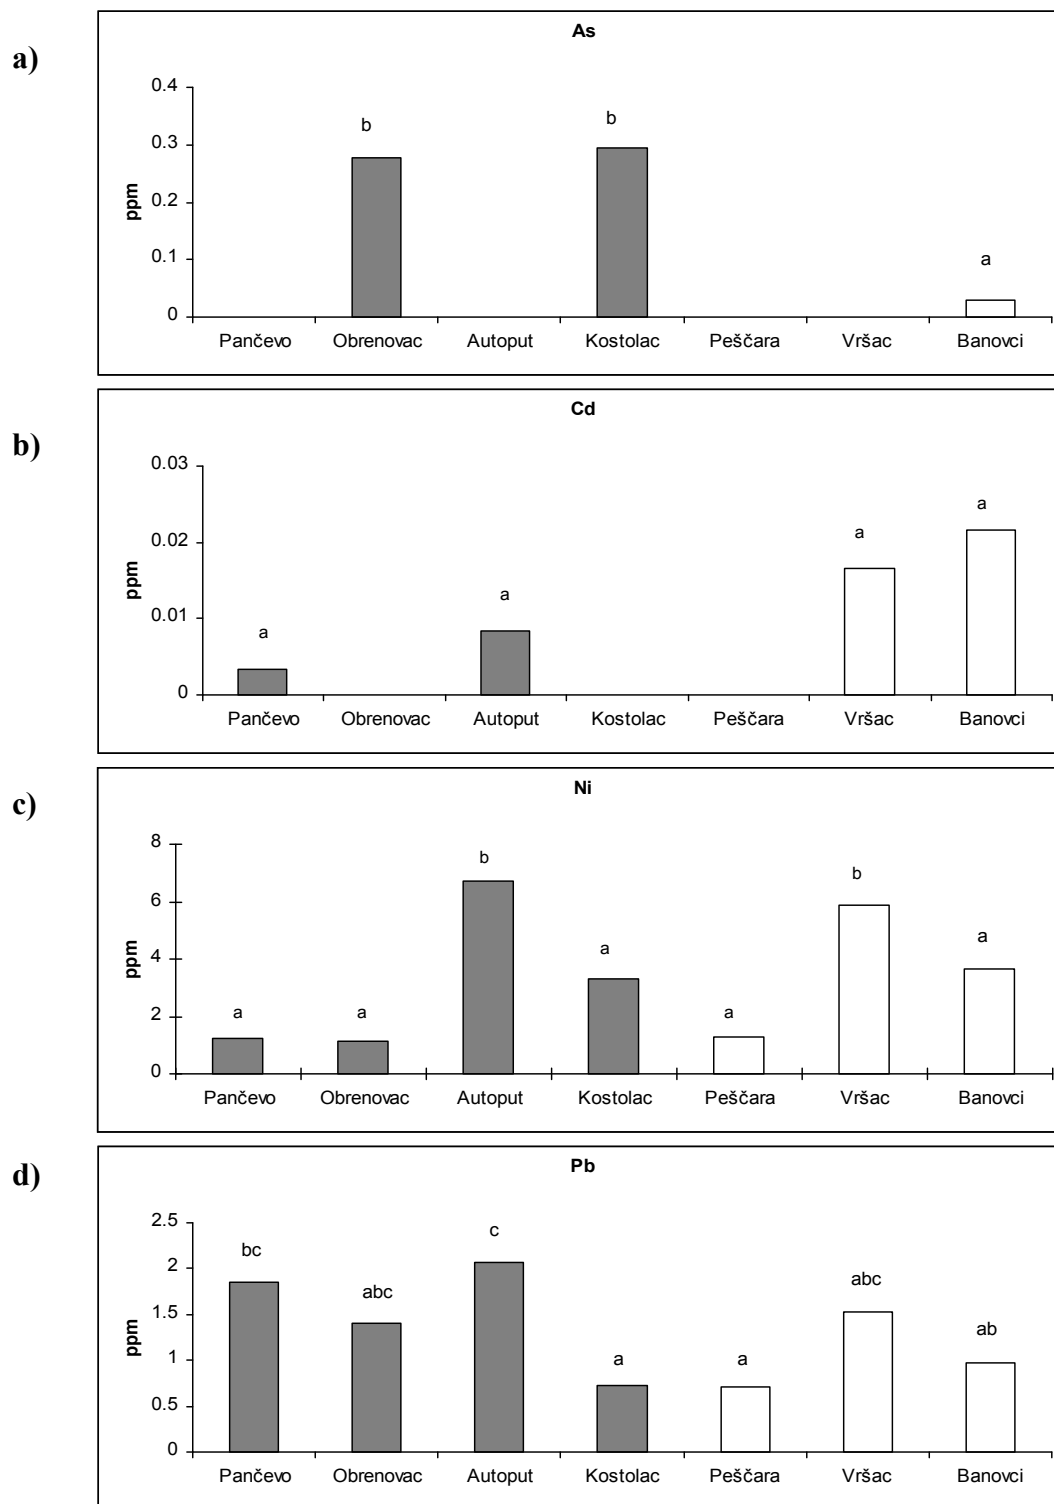 a)
As
0.4
b
b
0.3
0.2
ppm
0.1
a
0
Pančevo Obrenovac Autoput Kostolac Peščara Vršac Banovci
b)
Cd
0.03
a
0.02
a
ppm
0.01
a
a
0
Pančevo Obrenovac Autoput Kostolac Peščara Vršac Banovci
c)
Ni
8
b
b
6
ppm
4
a
a
2
a a a
0
Pančevo Obrenovac Autoput Kostolac Peščara Vršac Banovci
d)
Pb
2.5
c
bc
2
abc abc
1.5
ppm
ab
1
a a
0.5
0
Pančevo Obrenovac Autoput Kostolac Peščara Vršac Banovci